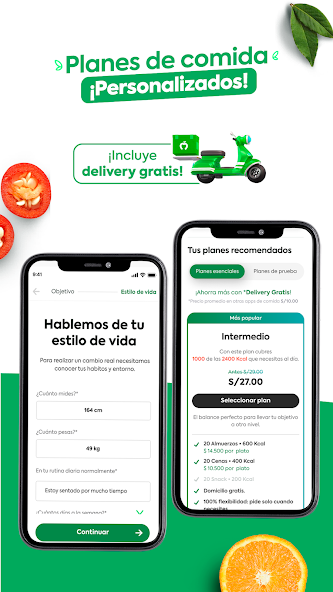 Planes de comida
¡Personalizados!
¡Incluye
delivery gratis!
9:41
Objetivo
Estilo de vida
Hablemos de tu
estilo de vida
Para realizar un cambio real necesitamos
conocer tus habitos y entorno.
¿Cuánto mides?*
164 cm
¿Cuánto pesas?*
49 kg
En tu rutina diaria normalmente*
Estoy sentado por mucho tiempo.
¿Cuántos días a la semana?*
Continuar
Tus planes recomendados
Planes esenciales
Planes de prueba
¡Ahorra más con *Delivery Gratis!
*Precio promedio en otras apps de comida S/10.00
Más popular
Intermedio
Con este plan cubres
1000 de las 2400 Kcal que necesitas al día.
Antes S/29.00
S/27.00
Seleccionar plan
El balance perfecto para llevar tu objetivo
a otro nivel.
20 Almuerzos + 600 Kcal
$ 14.500 por plato
20 Cenas + 400 Kcal
$ 10.500 por plato
20 Snack + 200 Kcal
Domicilio gratis.
100% flexibilidad: pide solo cuando